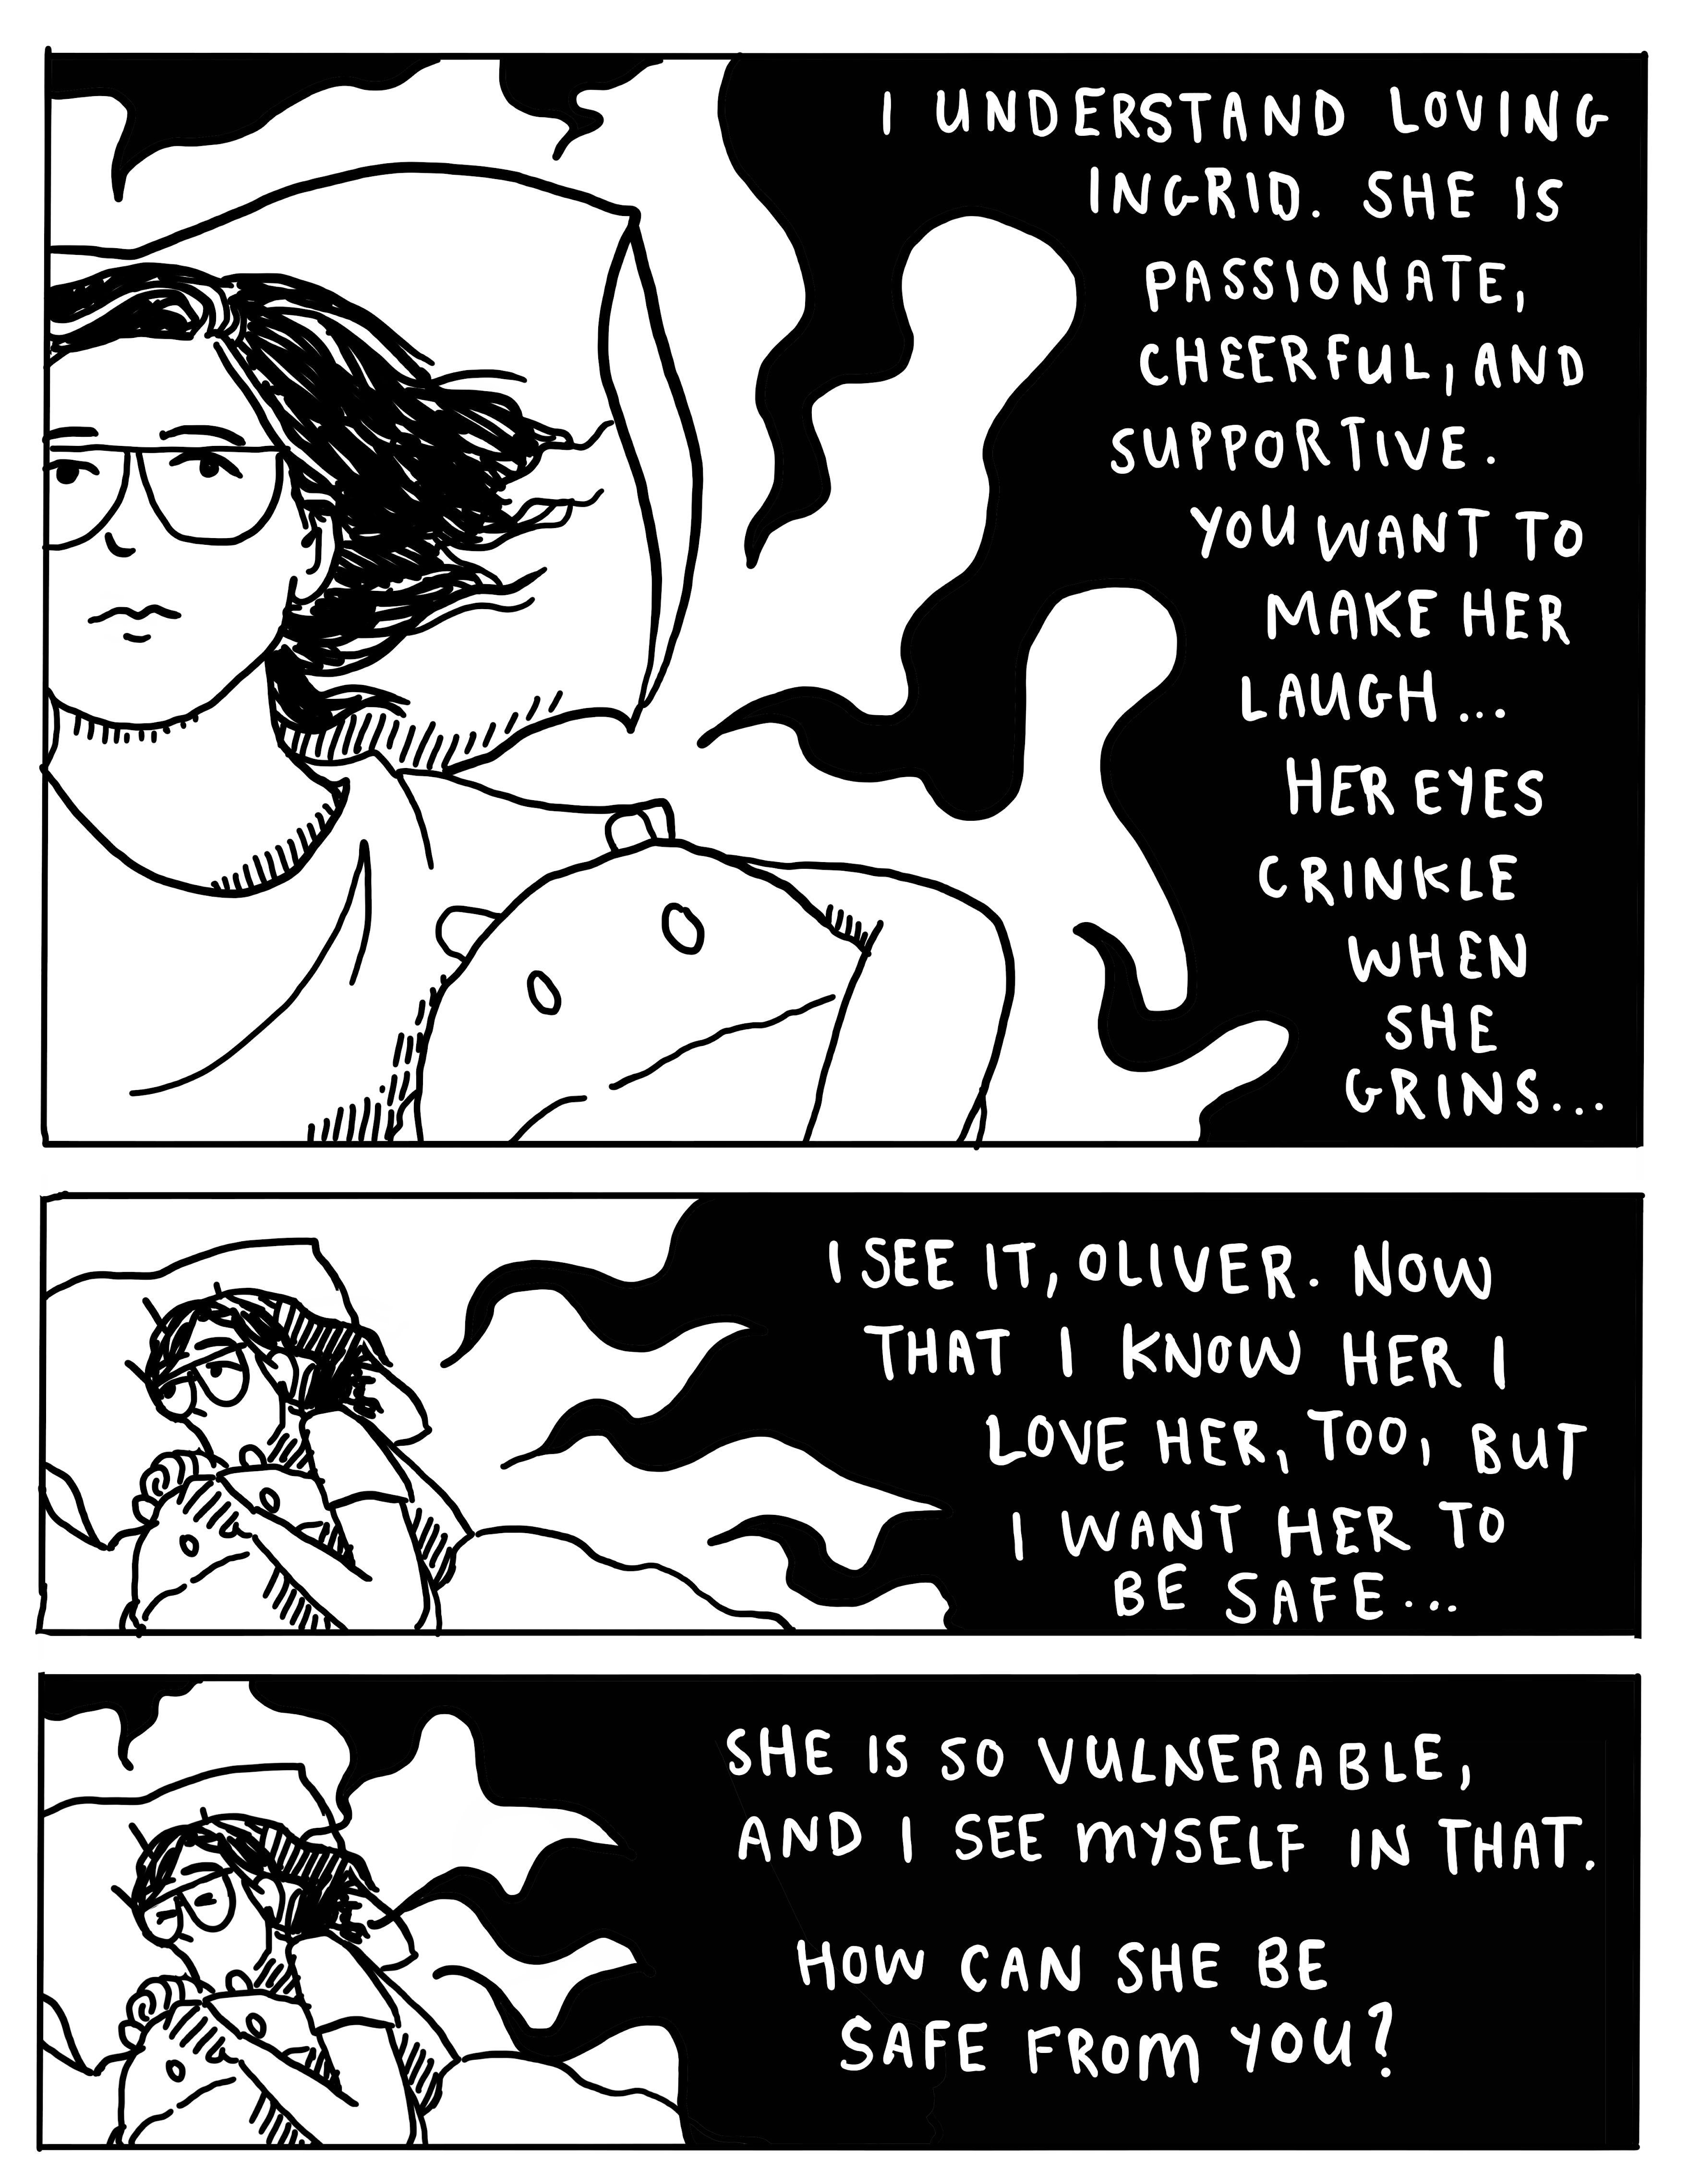 I UNDERSTAND LOVING
INGRID. SHE IS
PASSIONATE,
CHEERFUL, AND
SUPPORTIVE.
YOU WANT TO
MAKE HER
LAUGH...
HER EYES
CRINKLE
WHEN
SHE
GRINS...
I SEE IT, OLIVER. NOW
THAT I KNOW HER I
LOVE HER, TOO, BUT
I WANT HER TO
BE SAFE...
SHE IS SO VULNERABLE,
AND I SEE MYSELF IN THAT.
HOW CAN SHE BE
SAFE FROM YOU?